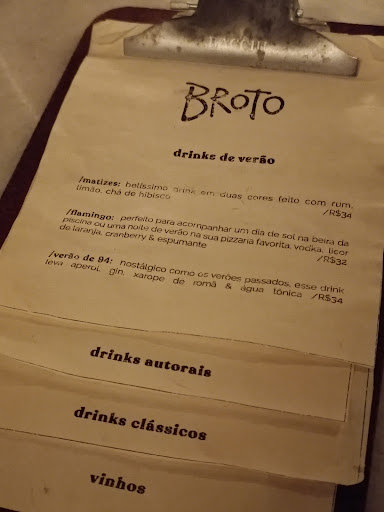 BROTO
drinks de verão
/matizes: belíssimo drink em duas cores feito com rum,
limão, chá de hibisco /R$34
/flamingo: perfeito para acompanhar um dia de sol na beira da
piscina ou uma noite de verão na sua pizzaria favorita, vodka, licor
de laranja, cranberry & espumante /R$32
/verão de 94: nostálgico como os verões passados, esse drink
leva aperol, gin, xarope de romã & água tônica /R$34
drinks autorais
drinks clássicos
vinhos